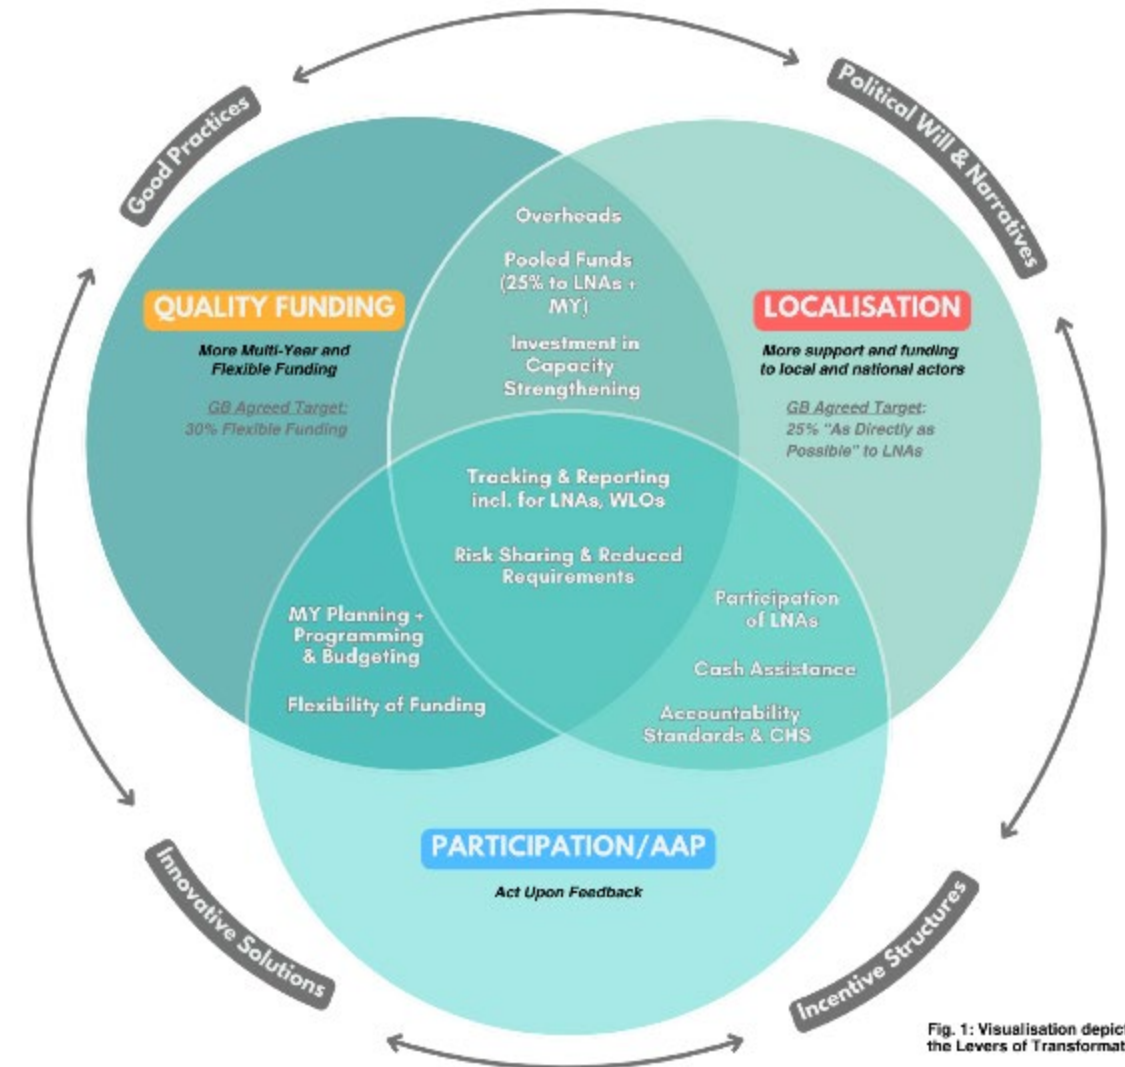 Good Practices
Political Will & Narratives
Overheads
Pooled Funds
(25% to LNAs +
MY)
Investment in
Capacity
Strengthening
QUALITY FUNDING
More Multi-Year and
Flexible Funding
GB Agreed Target:
30% Flexible Funding
LOCALISATION
More support and funding
to local and national actors
GB Agreed Target:
25% "As Directly as
Possible" to LNAs
Tracking & Reporting
incl. for LNAs, WLOs
Risk Sharing & Reduced
Requirements
MY Planning +
Programming
& Budgeting
Flexibility of Funding
Participation
of LNAs
Cash Assistance
Accountability
Standards & CHS
PARTICIPATION/AAP
Act Upon Feedback
Innovative Solutions
Incentive Structures
Fig. 1: Visualisation depict
the Levers of Transformat